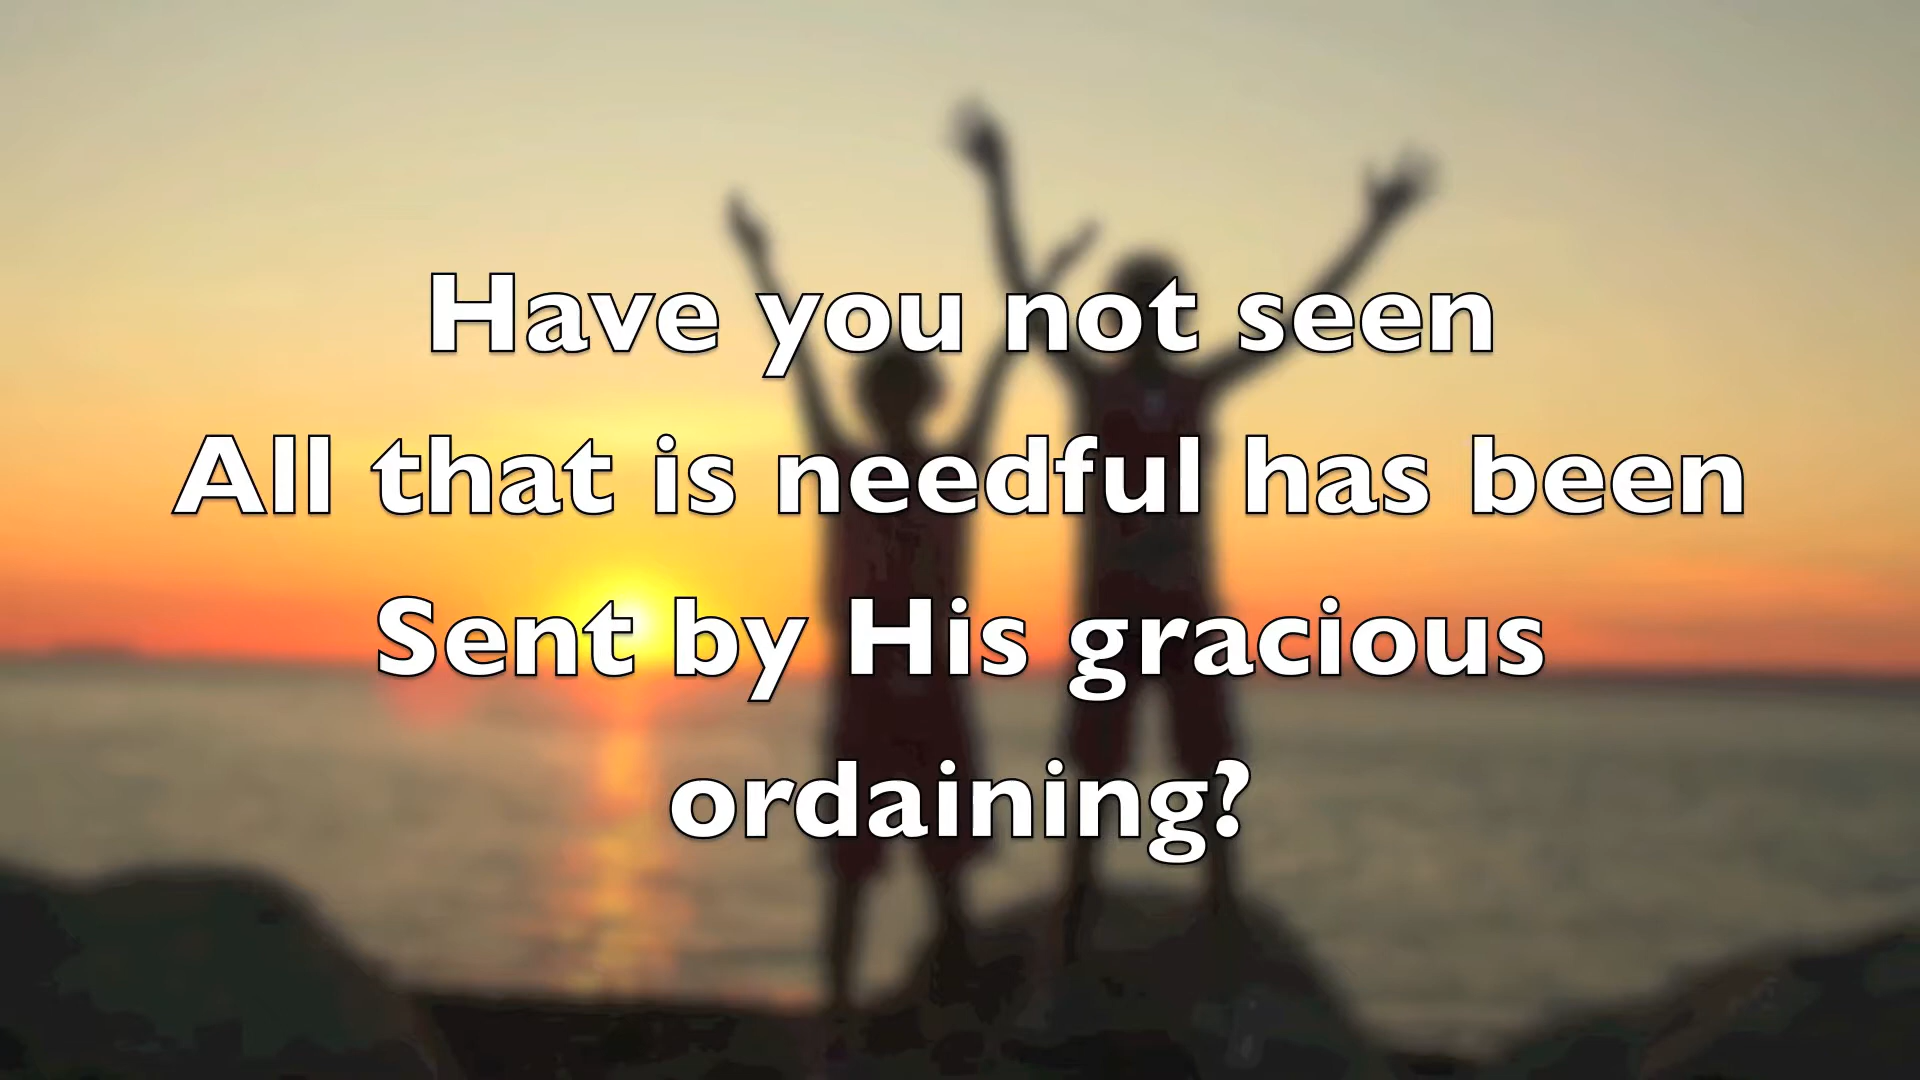 Have you not seen
All that is needful has been
Sent by His gracious
ordaining?